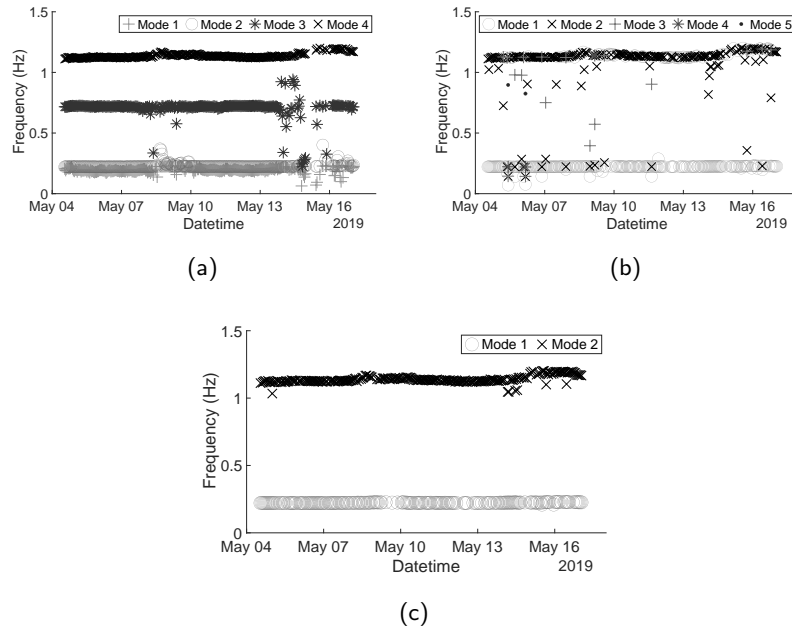 Mode 1 Mode 2 Mode 3 Mode 4
1.5
1
0.5
0
Frequency (Hz)
May 04 May 07 May 10 May 13 May 16
Datetime 2019
(a)
Mode 1 Mode 2 Mode 3 Mode 4 Mode 5
1.5
1
0.5
0
Frequency (Hz)
May 04 May 07 May 10 May 13 May 16
Datetime 2019
(b)
Mode 1 Mode 2
1.5
1
0.5
0
Frequency (Hz)
May 04 May 07 May 10 May 13 May 16
Datetime 2019
(c)